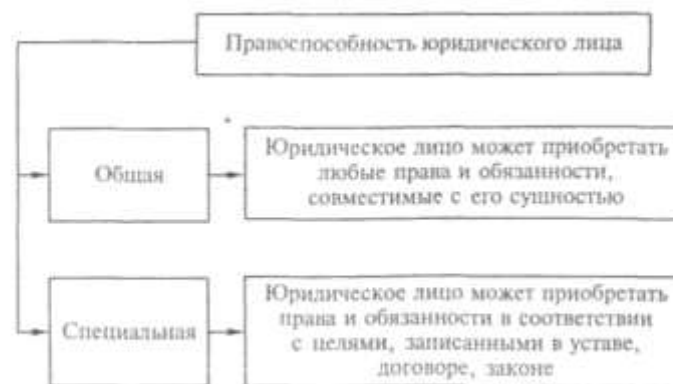 Правоспособность юридического лица
Общая
Юридическое лицо может приобретать
любые права и обязанности,
совместимые с его сущностью
Специальная
Юридическое лицо может приобретать
права и обязанности в соответствии
с целями, записанными в уставе,
договоре, законе